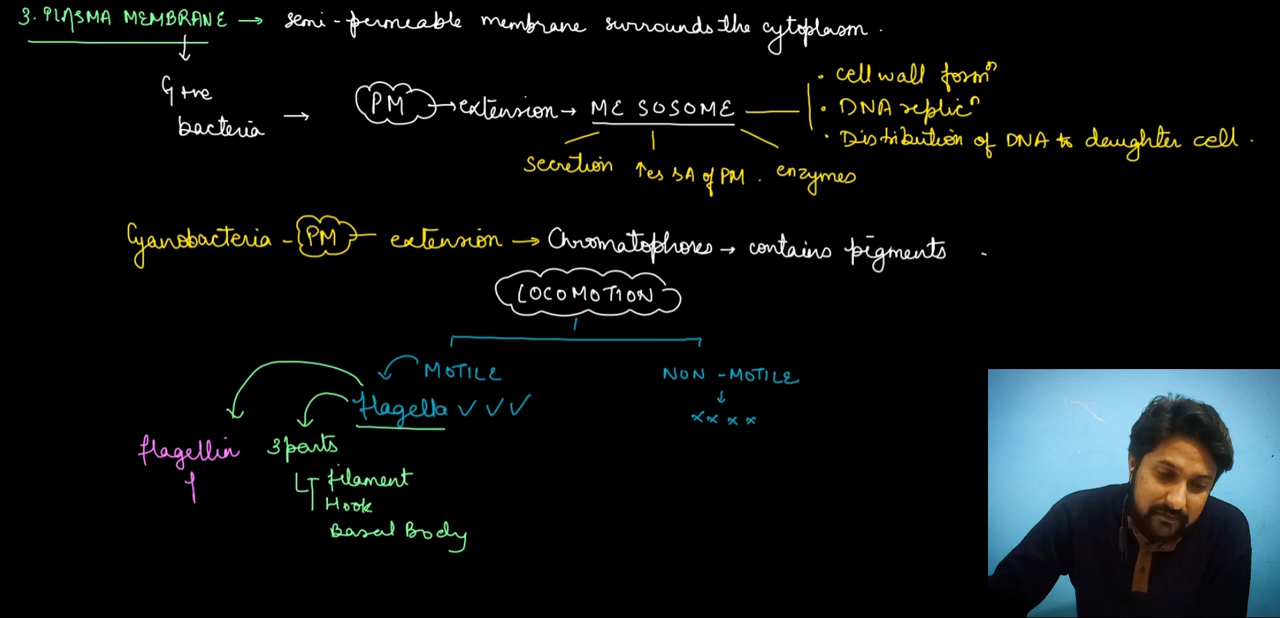 3. PLASMA MEMBRANE → semi-permeable membrane surrounds the cytoplasm.
G+ve bacteria → PM → extension → MESOSOME
• cell wall formⁿ
• DNA replicⁿ
• Distribution of DNA to daughter cell.
secretion ↑es SA of PM. enzymes
Cyanobacteria - PM - extension → Chromatophores → contains pigments.
LOCOMOTION
MOTILE NON-MOTILE
flagella ✓ ✓ ✓ ↓ × × × ×
flagellin 3 parts
filament
Hook
Basal Body